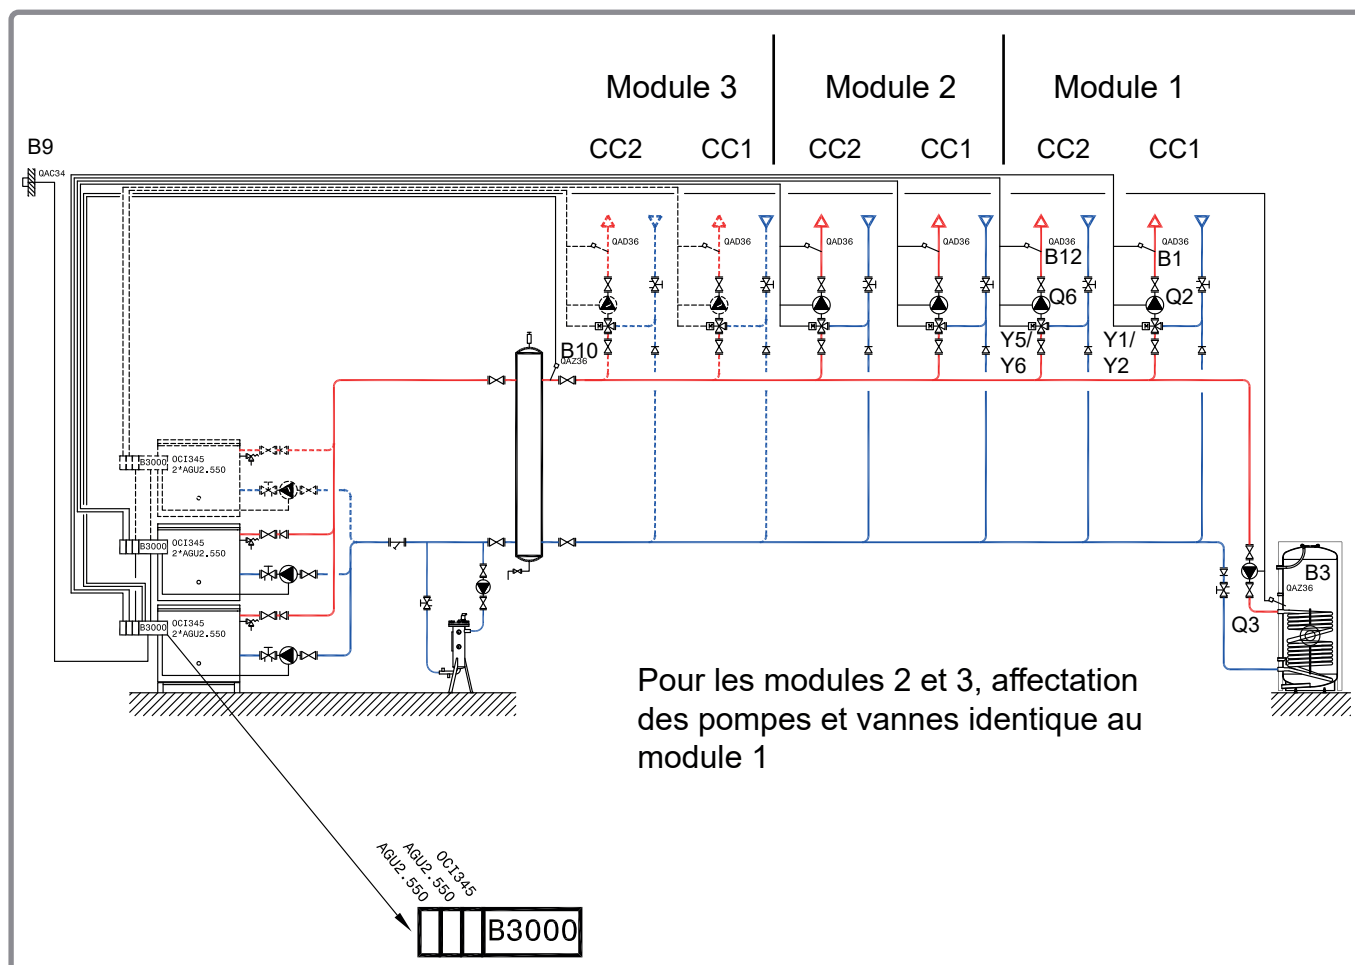 Module 3 Module 2 Module 1
B9 CC2 CC1 CC2 CC1 CC2 CC1
QAC34
QAD36 QAD36 QAD36 QAD36 QAD36 QAD36
B12 B1
Q6 Q2
Y5/ Y1/
Y6 Y2
B10
QAZ36
B3000 OCI345
2*AGU2.550
B3000 OCI345
2*AGU2.550
B3000 OCI345
2*AGU2.550
B3
QAZ36
Q3
Pour les modules 2 et 3, affectation
des pompes et vannes identique au
module 1
AGU2.550
AGU2.550
OCI345
B3000